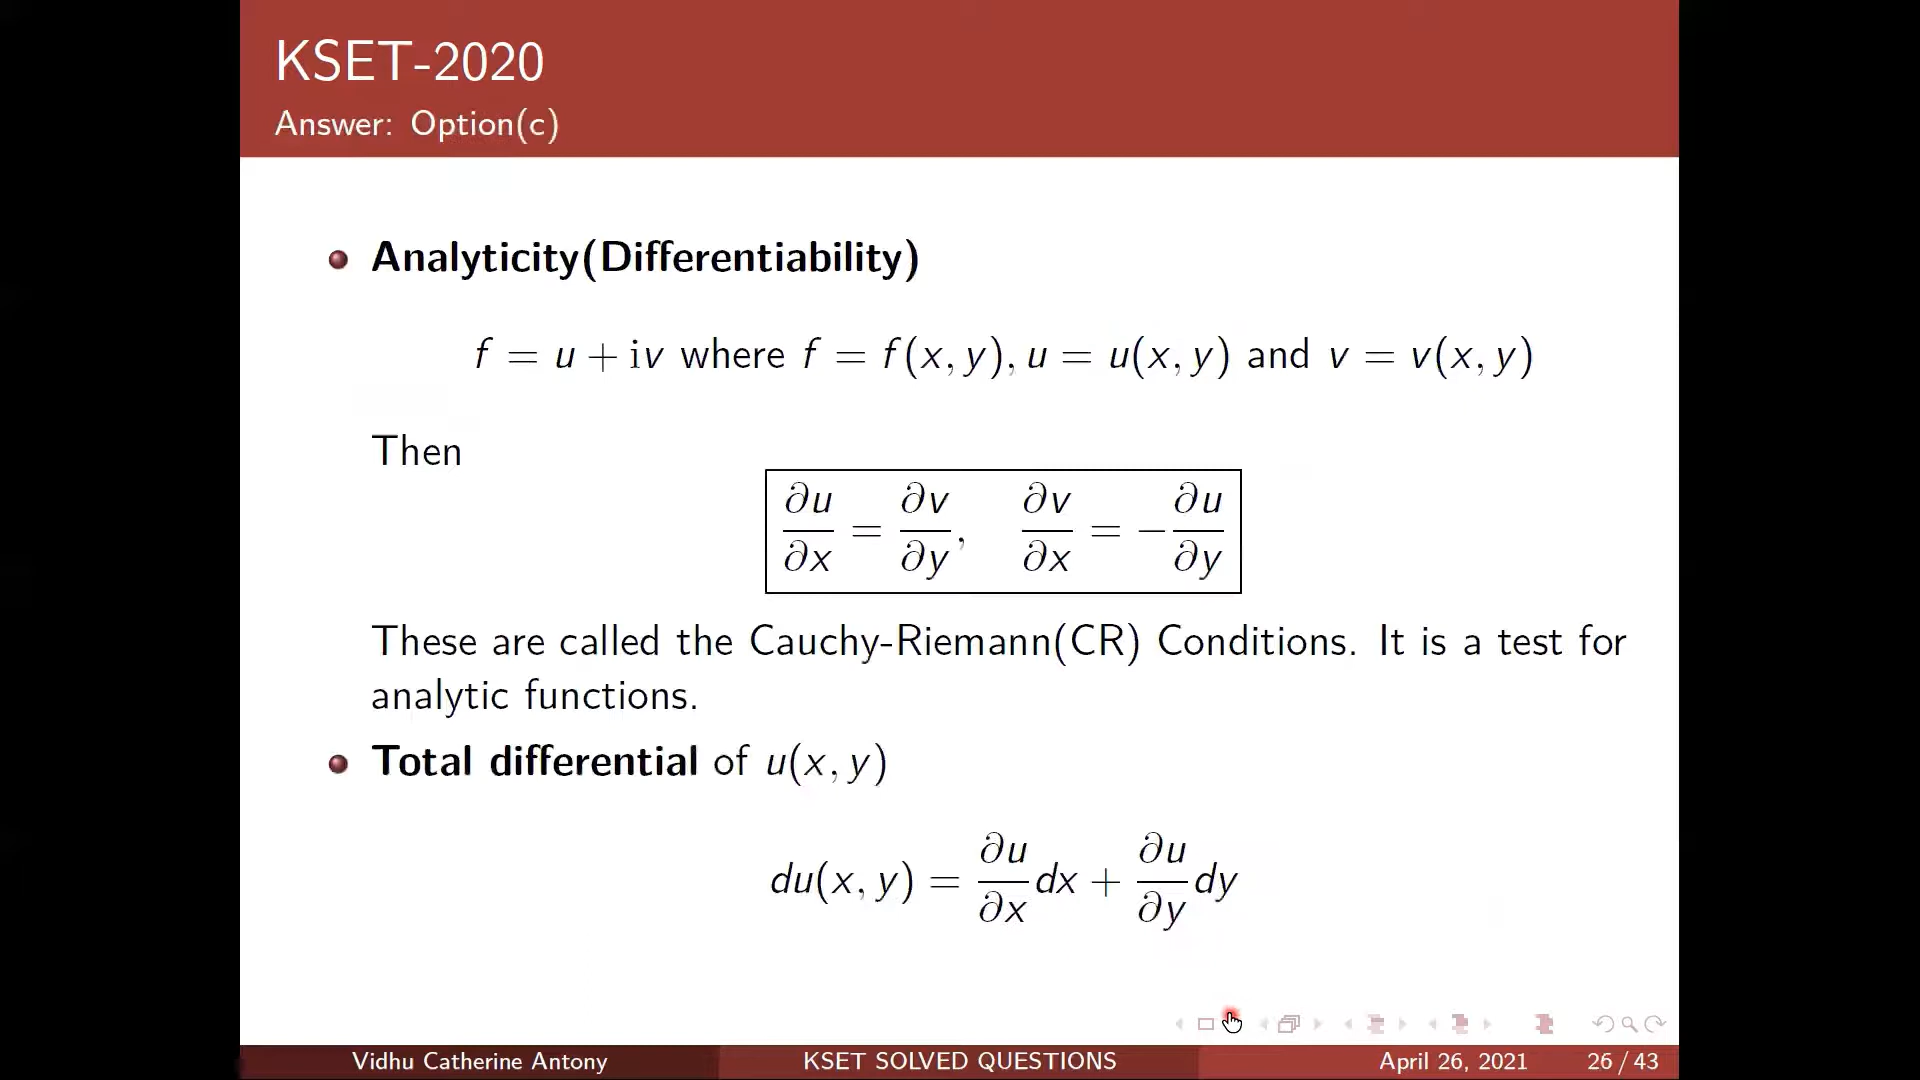 KSET-2020
Answer: Option(c)
Analyticity(Differentiability)
f = u + iv where f = f(x, y), u = u(x, y) and v = v(x, y)
Then
∂u/∂x = ∂v/∂y, ∂v/∂x = −∂u/∂y
These are called the Cauchy-Riemann(CR) Conditions. It is a test for
analytic functions.
Total differential of u(x, y)
du(x, y) = ∂u/∂x dx + ∂u/∂y dy
Vidhu Catherine Antony KSET SOLVED QUESTIONS April 26, 2021 26 / 43